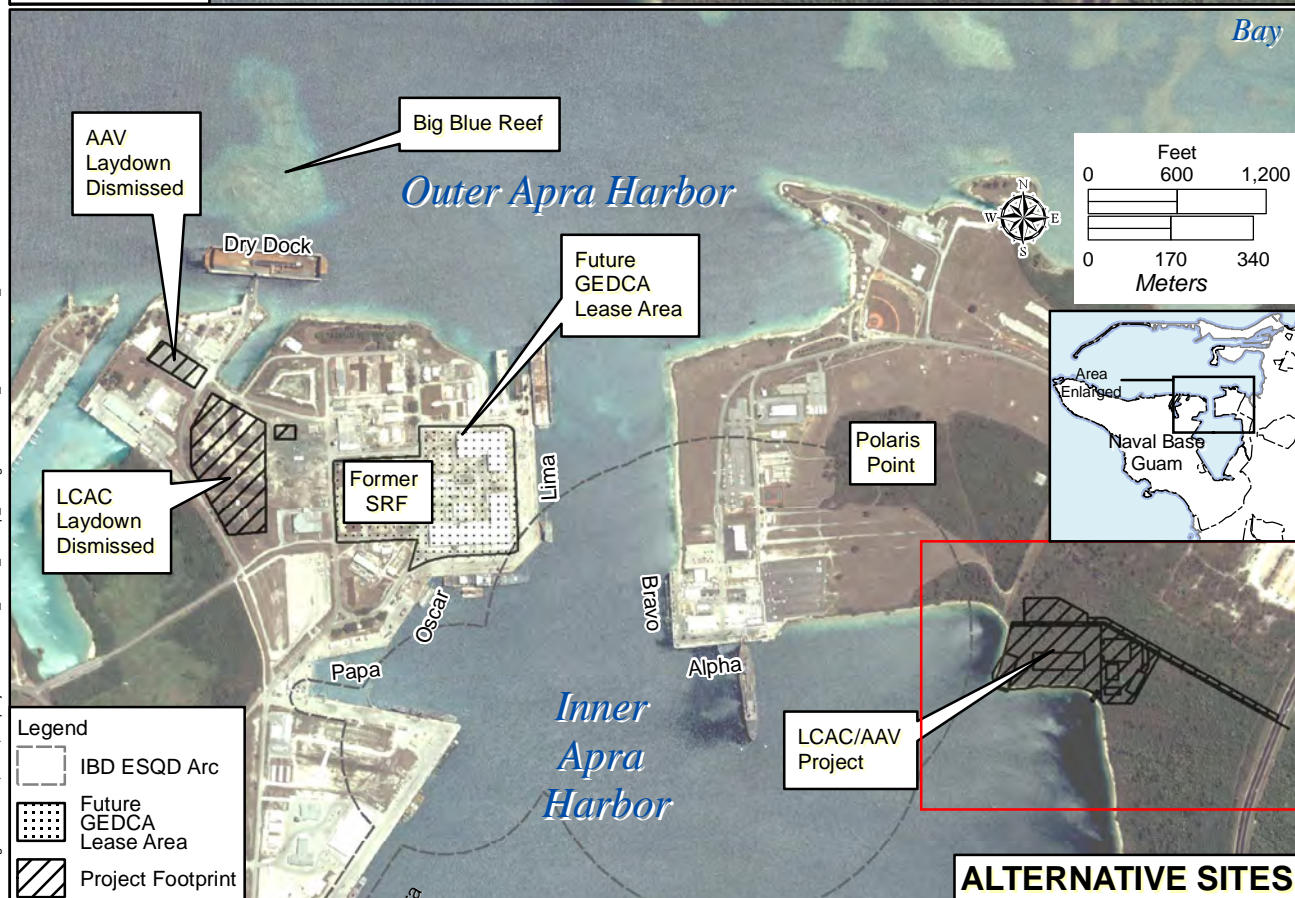 Bay
AAV
Laydown
Dismissed
Big Blue Reef
Outer Apra Harbor
Feet
0 600 1,200
0 170 340
Meters
N
W E
S
Dry Dock
Future
GEDCA
Lease Area
Area
Enlarged
Naval Base
Guam
Polaris
Point
Former
SRF
Lima
LCAC
Laydown
Dismissed
Oscar
Bravo
Papa
Alpha
Inner
Apra
Harbor
LCAC/AAV
Project
Legend
IBD ESQD Arc
Future
GEDCA
Lease Area
Project Footprint
ALTERNATIVE SITES